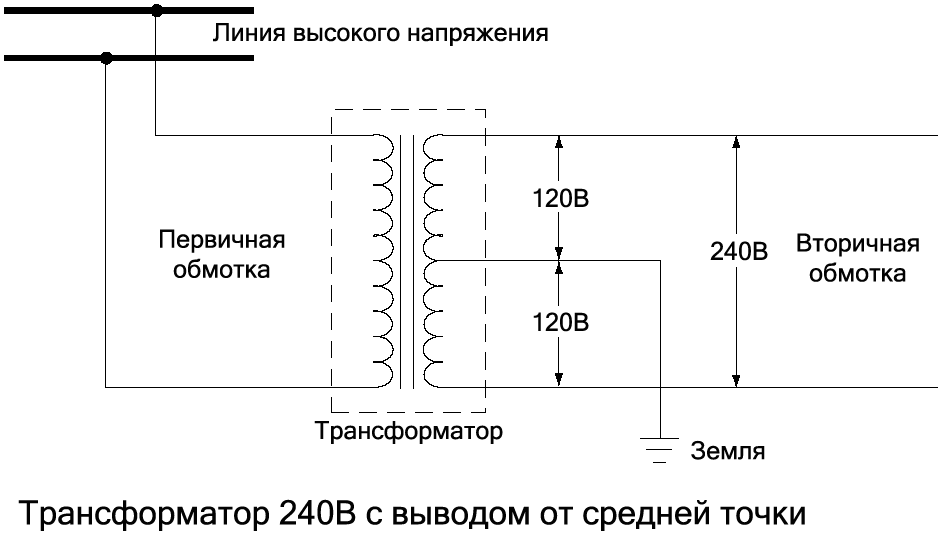 Линия высокого напряжения
120В
Первичная
обмотка
240В
Вторичная
обмотка
120В
Трансформатор
Земля
Трансформатор 240В с выводом от средней точки